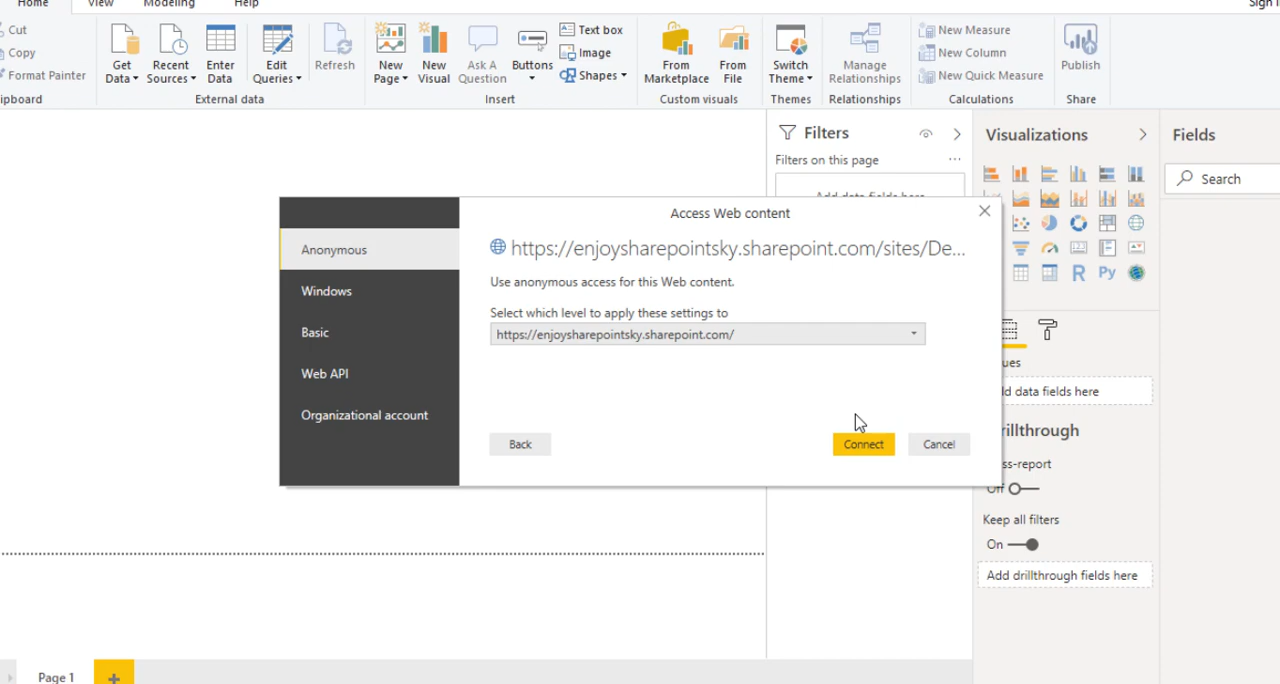 Home View Modeling Help Sign
Cut
Copy
Format Painter
Get Data
Recent Sources
Enter Data
Edit Queries
Refresh
New Page
New Visual
Ask A Question
Buttons
Text box
Image
Shapes
From Marketplace
From File
Switch Theme
Manage Relationships
New Measure
New Column
New Quick Measure
Publish
External data
Insert
Custom visuals
Themes
Relationships
Calculations
Share
Filters
Filters on this page
...
Visualizations
R
Py
Fields
Search
Access Web content
Anonymous
Windows
Basic
Web API
Organizational account
https://enjoysharepointsky.sharepoint.com/sites/De...
Use anonymous access for this Web content.
Select which level to apply these settings to
https://enjoysharepointsky.sharepoint.com/
Back
Connect
Cancel
data fields here
Off
Keep all filters
On
Add drillthrough fields here
Page 1
+